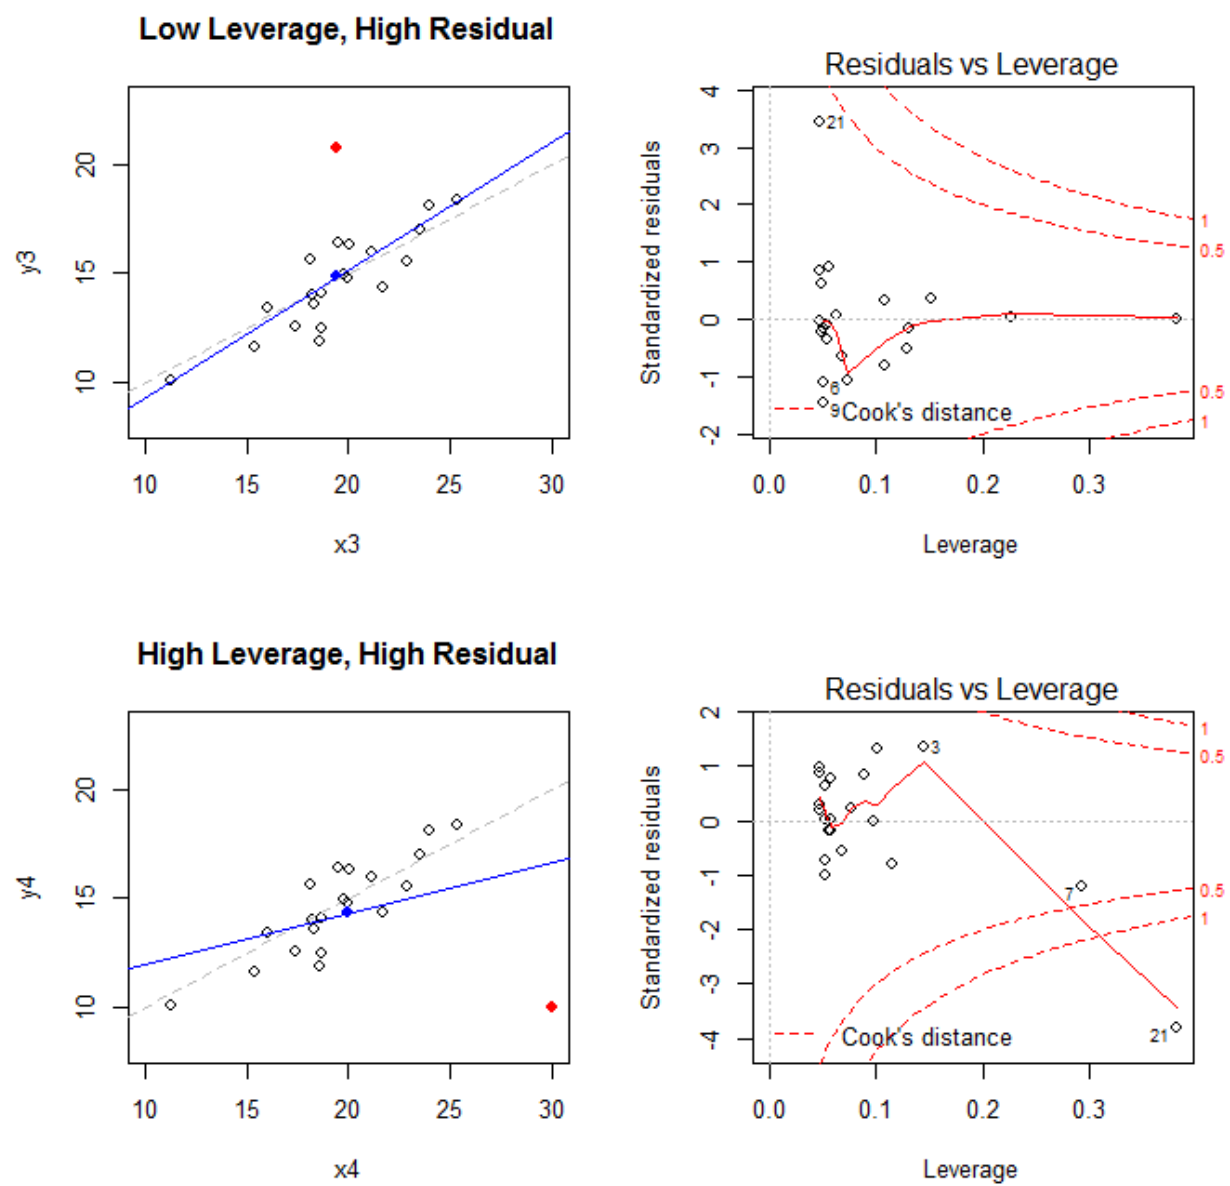 Low Leverage, High Residual
y3
10 15 20
10 15 20 25 30
x3
Residuals vs Leverage
Standardized residuals
-2 -1 0 1 2 3 4
21
6
9
Cook's distance
1
0.5
0.5
1
0.0 0.1 0.2 0.3
Leverage
High Leverage, High Residual
y4
10 15 20
10 15 20 25 30
x4
Residuals vs Leverage
Standardized residuals
-4 -3 -2 -1 0 1 2
3
7
21
Cook's distance
1
0.5
0.5
1
0.0 0.1 0.2 0.3
Leverage